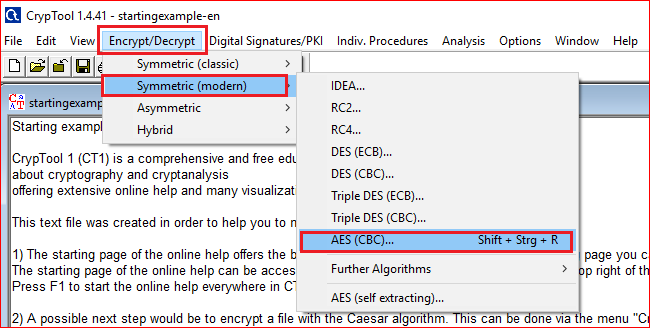 CrypTool 1.4.41 - startingexample-en
File Edit View Encrypt/Decrypt Digital Signatures/PKI Indiv. Procedures Analysis Options Window Help
Symmetric (classic)
Symmetric (modern)
Asymmetric
Hybrid
IDEA...
RC2...
RC4...
DES (ECB)...
DES (CBC)...
Triple DES (ECB)...
Triple DES (CBC)...
AES (CBC)... Shift + Strg + R
Further Algorithms
AES (self extracting)...
startingexam
Starting examp
CrypTool 1 (CT1) is a comprehensive and free edu
about cryptography and cryptanalysis
offering extensive online help and many visualizat
This text file was created in order to help you to m
1) The starting page of the online help offers the b page you ca
The starting page of the online help can be acces op right of th
Press F1 to start the online help everywhere in CT
2) A possible next step would be to encrypt a file with the Caesar algorithm. This can be done via the menu "C